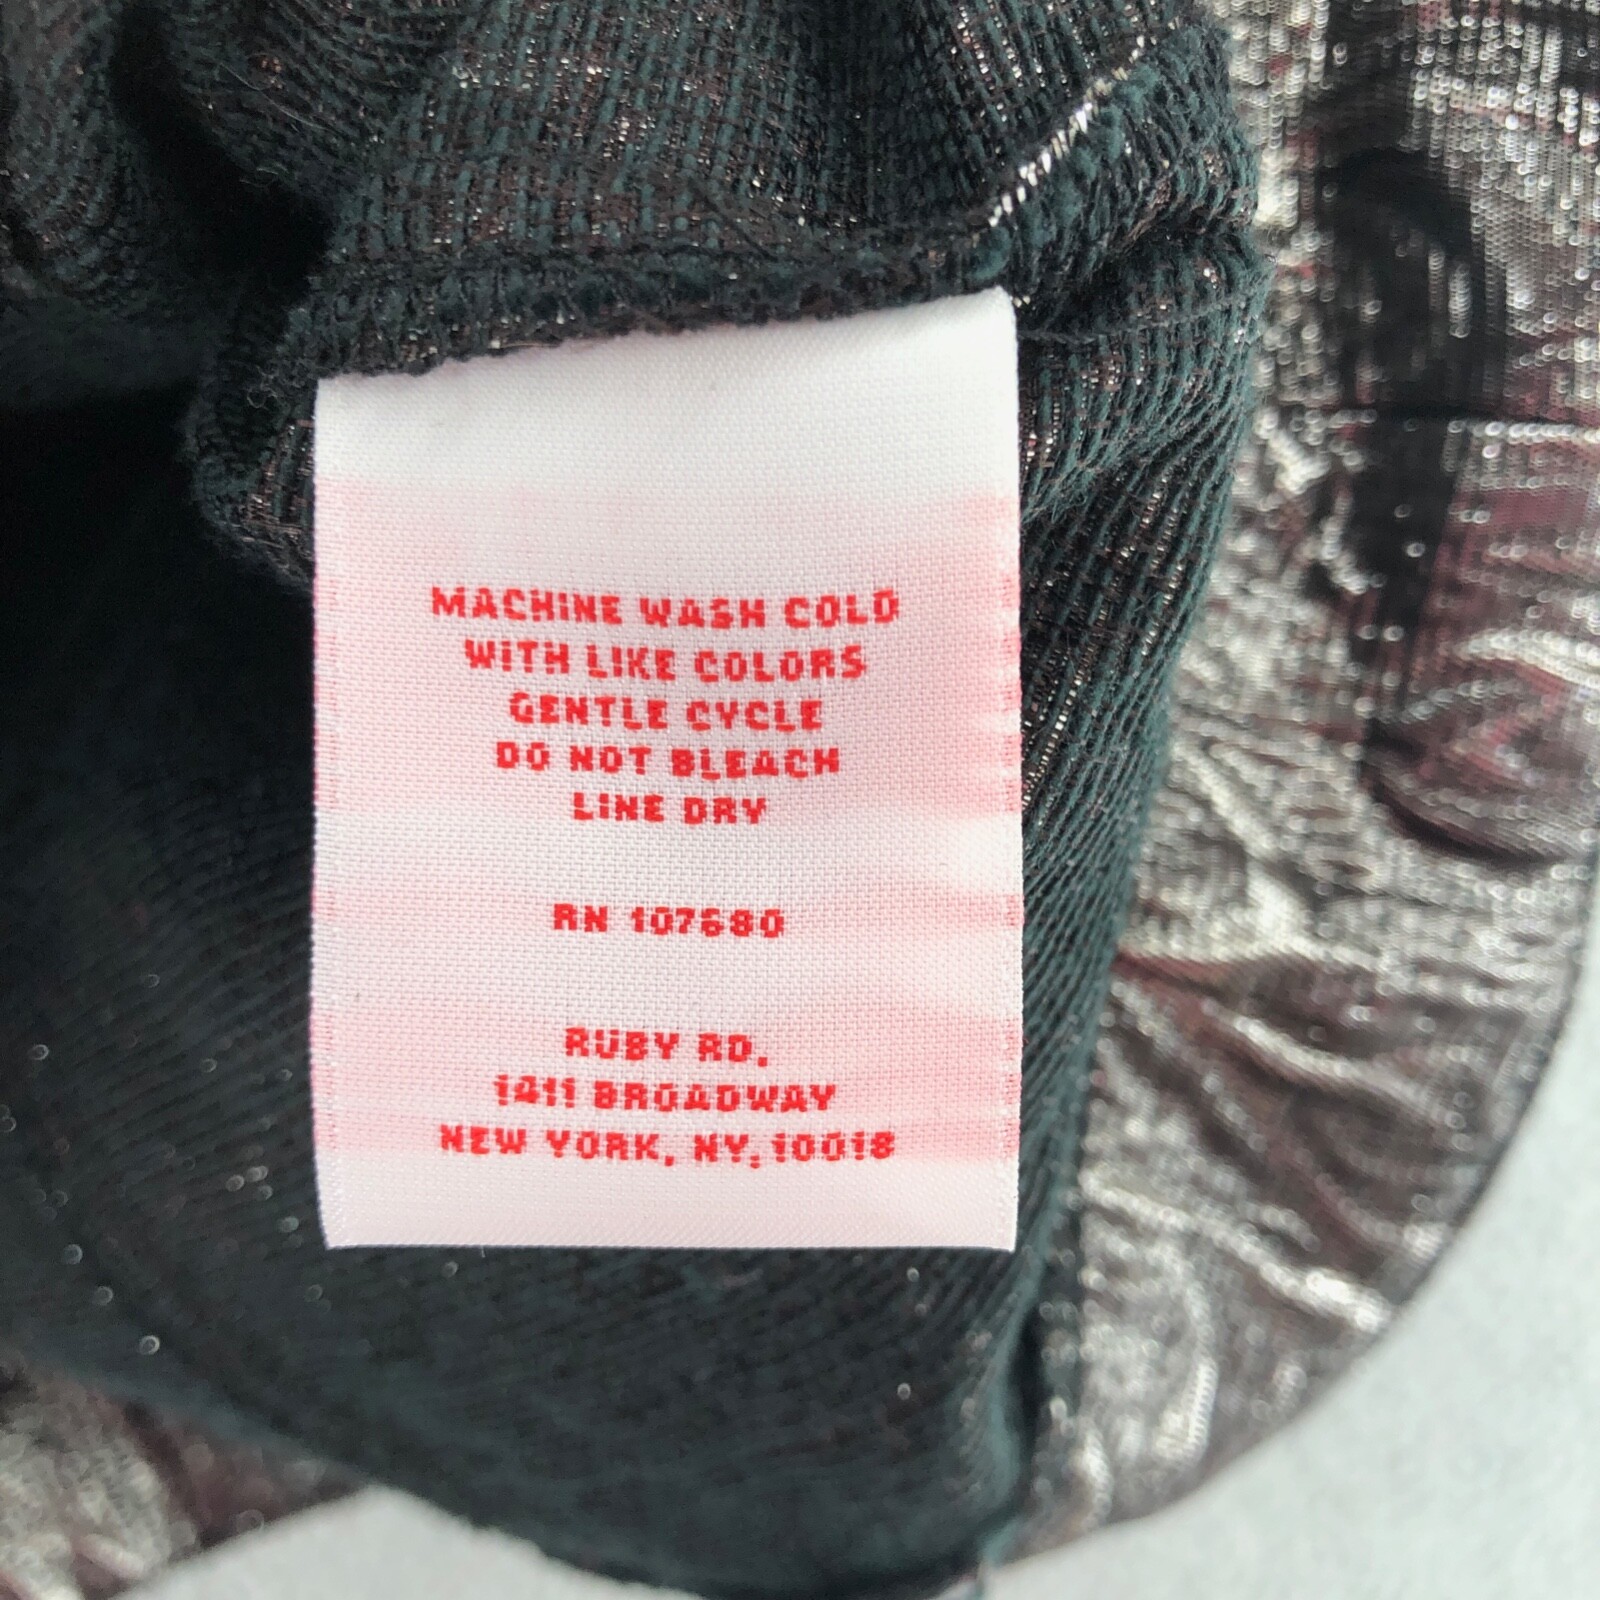 MACHINE WASH COLD
WITH LIKE COLORS
GENTLE CYCLE
DO NOT BLEACH
LINE DRY
RN 107680
RUBY RD.
1411 BROADWAY
NEW YORK, NY, 10018